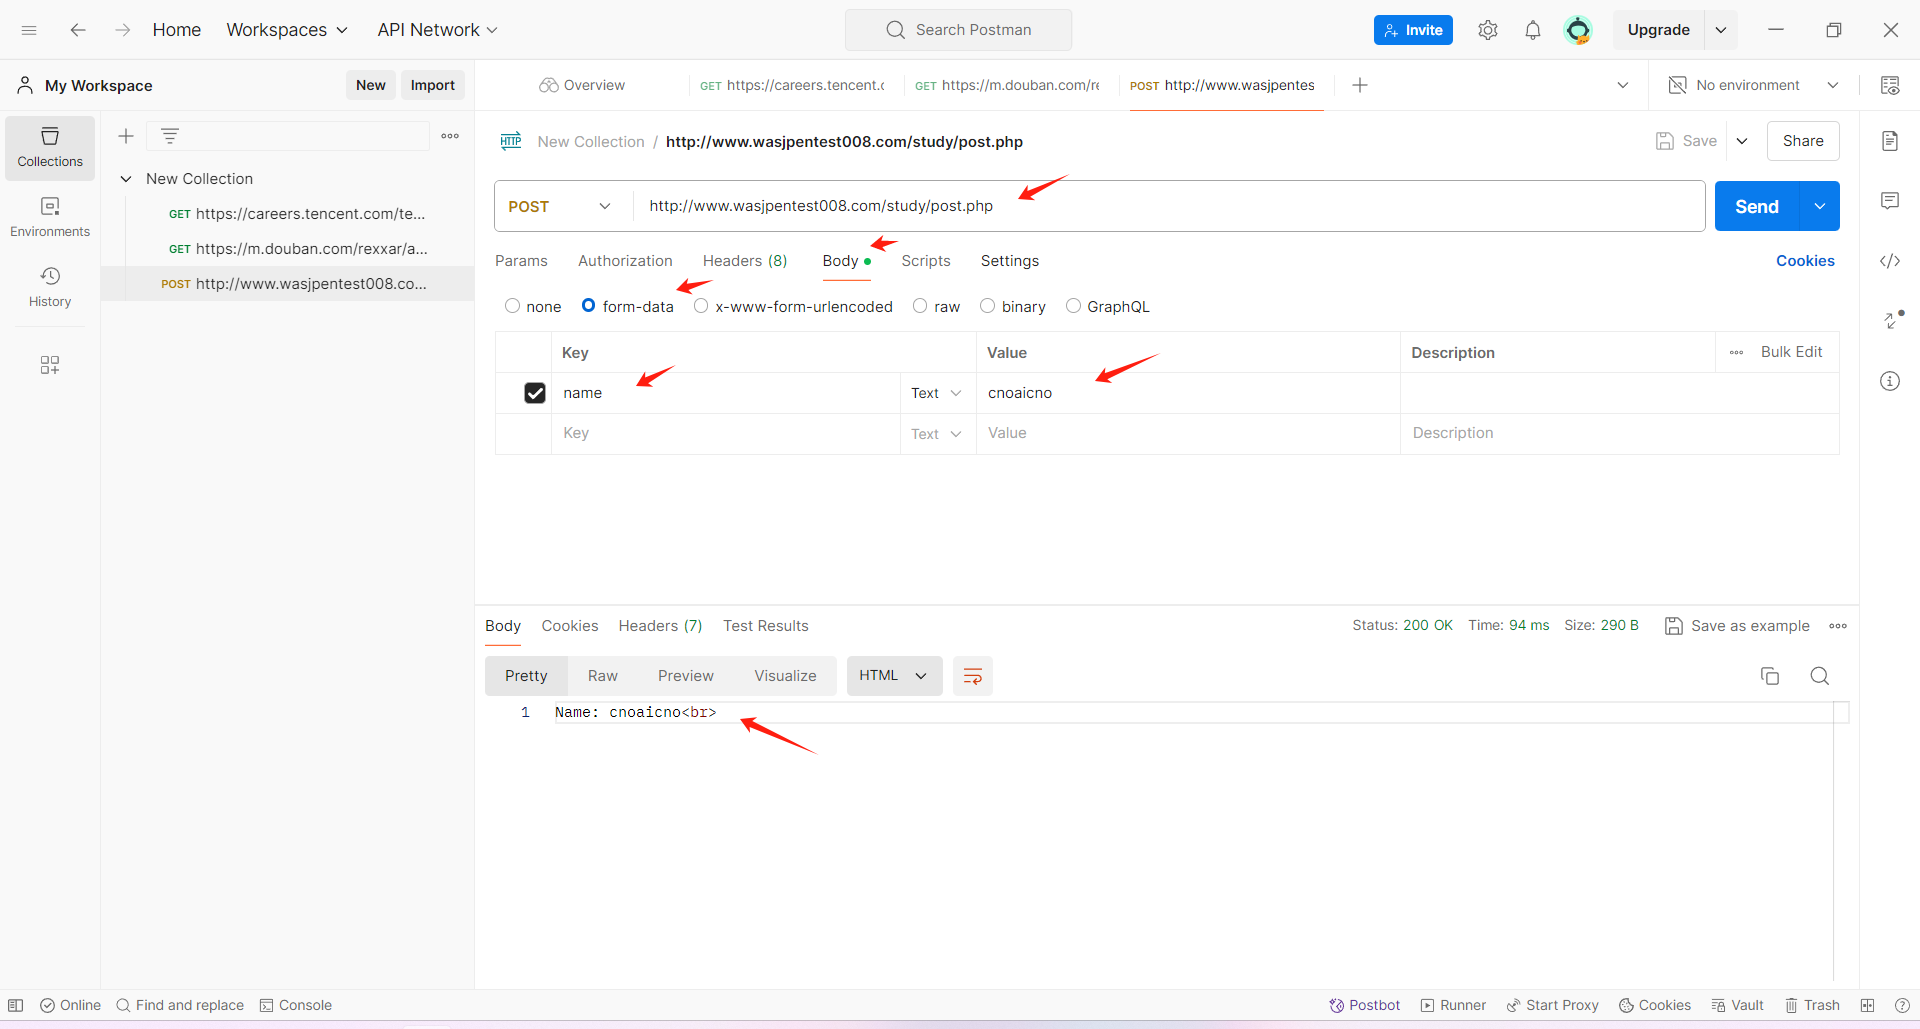 Home Workspaces API Network Search Postman Invite Upgrade
My Workspace New Import Overview GET https://careers.tencent.c GET https://m.douban.com/re POST http://www.wasjpentes No environment
Collections
New Collection / http://www.wasjpentest008.com/study/post.php Save Share
New Collection
GET https://careers.tencent.com/te...
POST http://www.wasjpentest008.com/study/post.php Send
Environments
GET https://m.douban.com/rexxar/a...
Params Authorization Headers (8) Body Scripts Settings Cookies
POST http://www.wasjpentest008.co...
History
none form-data x-www-form-urlencoded raw binary GraphQL
Key Value Description Bulk Edit
name Text cnoaicno
Key Text Value Description
Body Cookies Headers (7) Test Results Status: 200 OK Time: 94 ms Size: 290 B Save as example
Pretty Raw Preview Visualize HTML
1 Name: cnoaicno<br>
Online Find and replace Console Postbot Runner Start Proxy Cookies Vault Trash